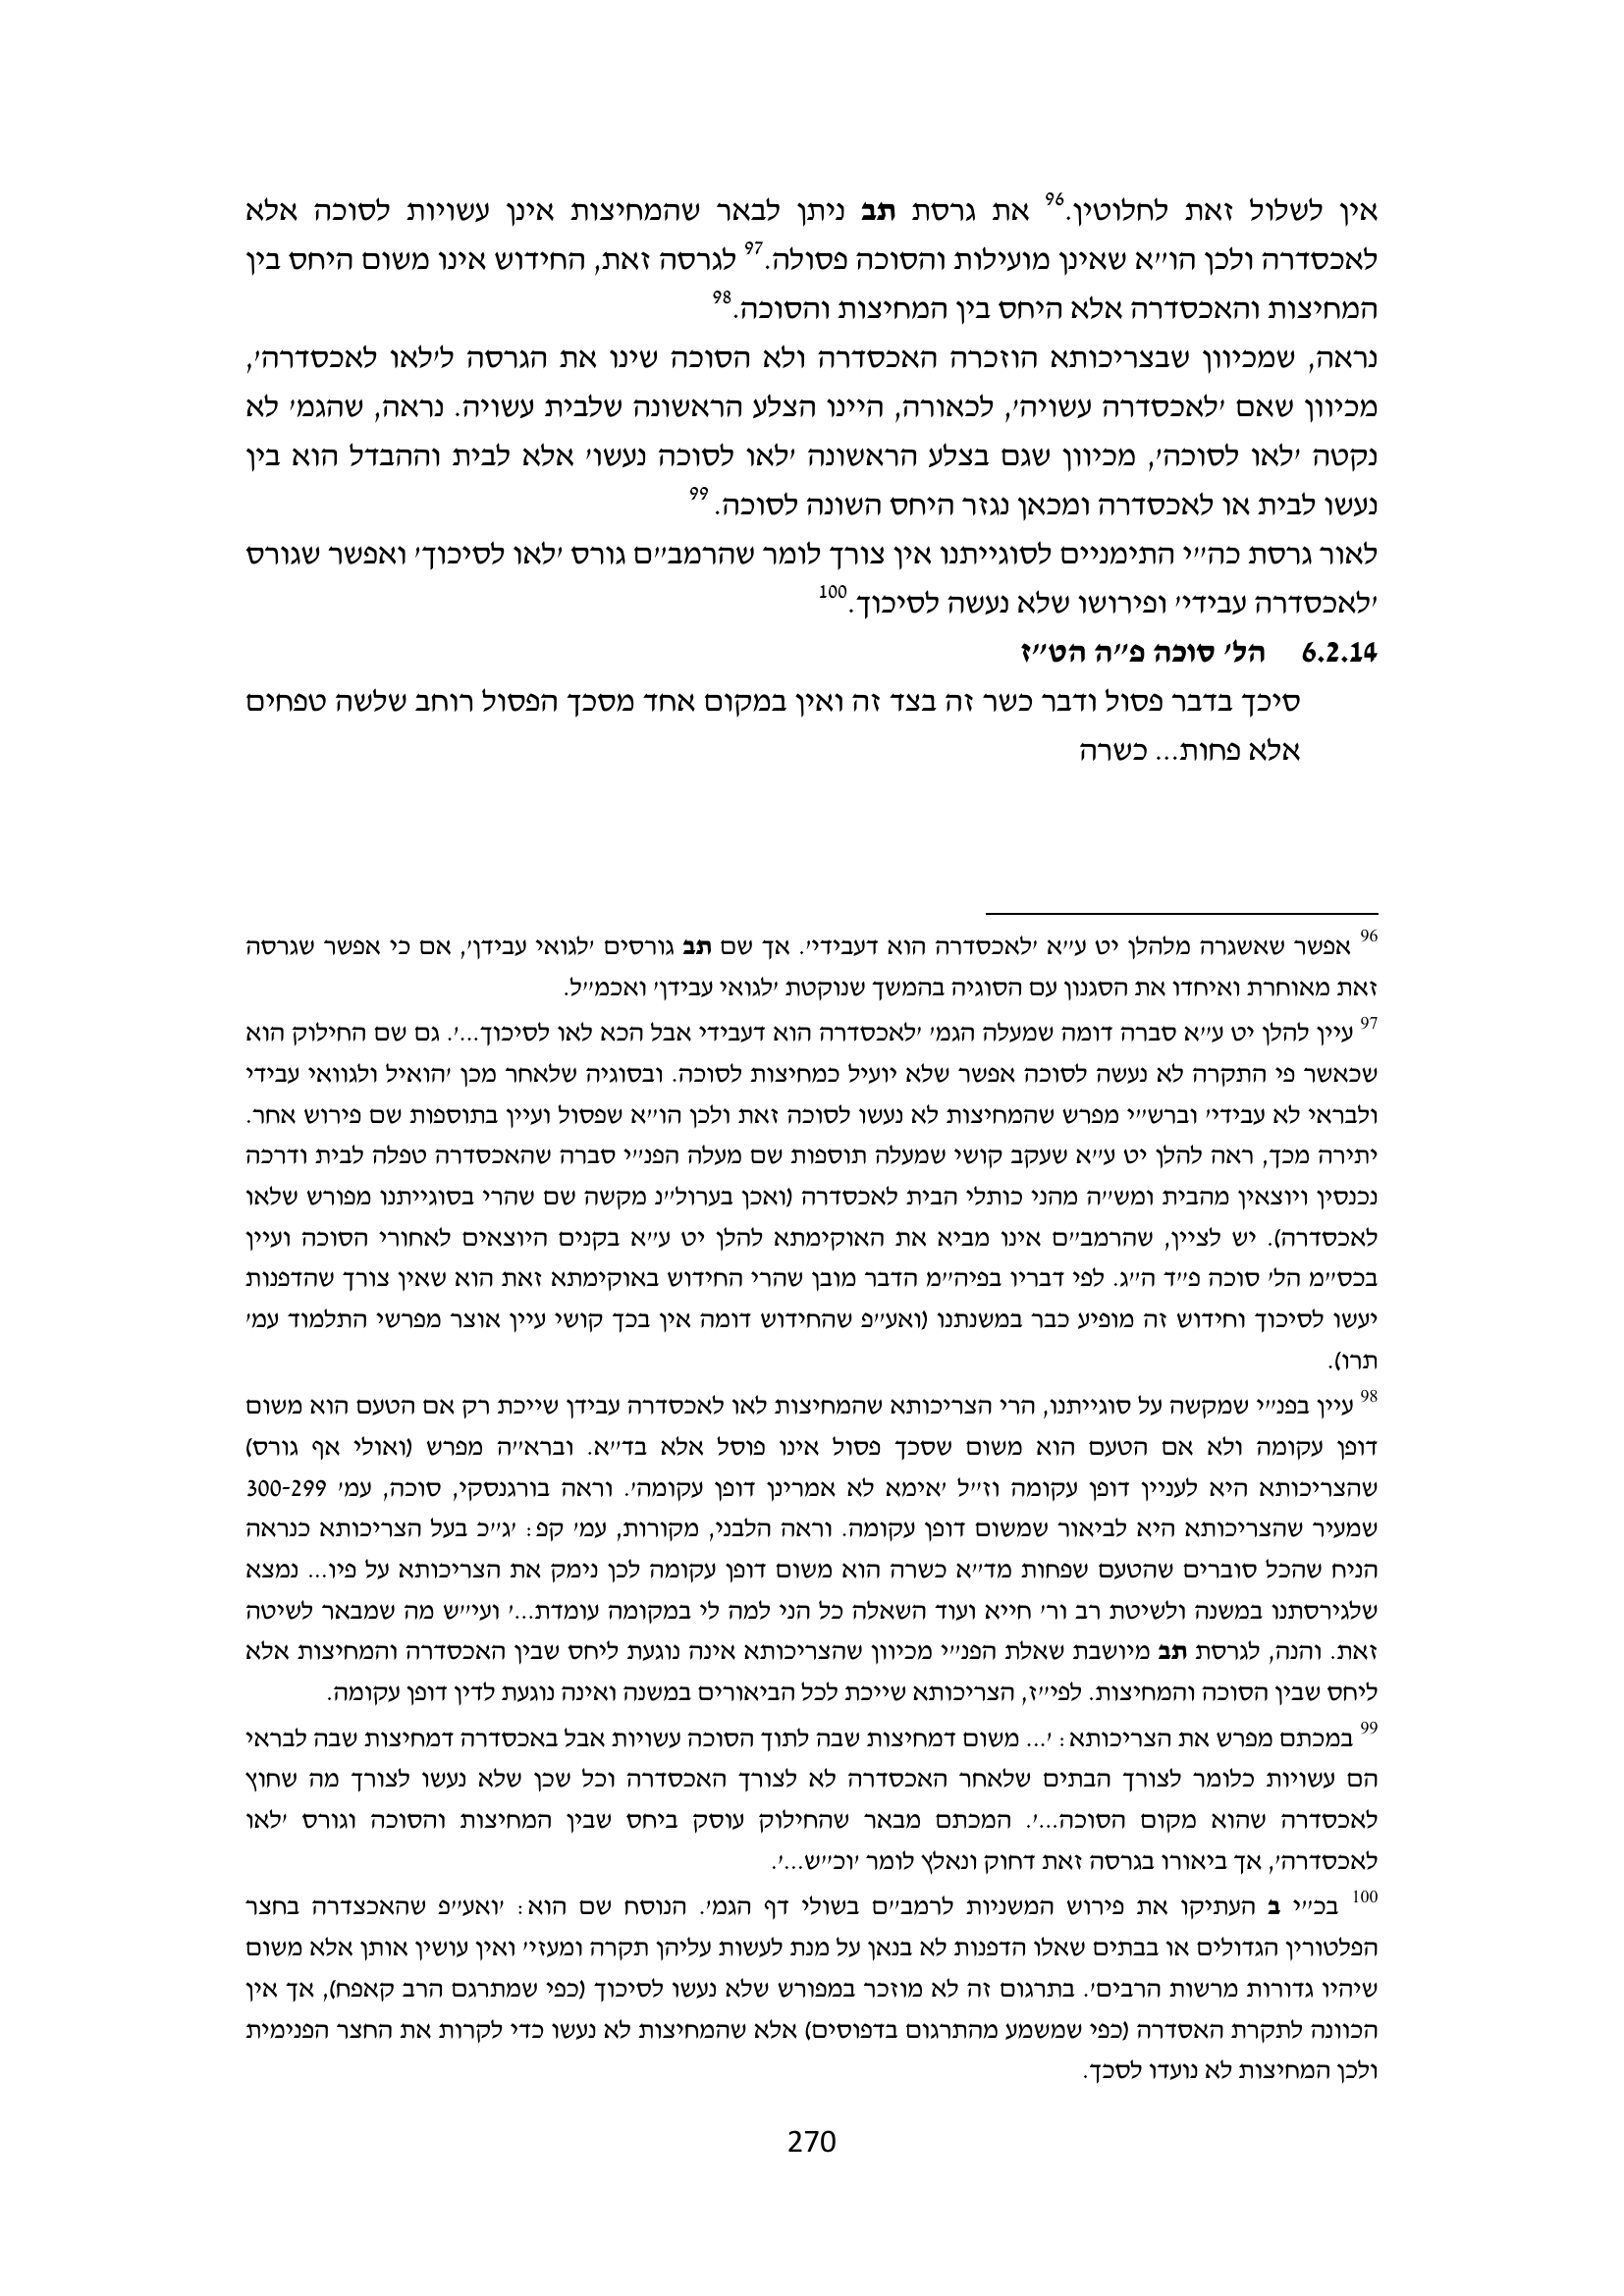 אין לשלול זאת לחלוטין.96 את גרסת תב ניתן לבאר שהמחיצות אינן עשויות לסוכה אלא
לאכסדרה ולכן הו״א שאינן מועילות והסוכה פסולה.97 לגרסה זאת, החידוש אינו משום היחס בין
המחיצות והאכסדרה אלא היחס בין המחיצות והסוכה.98
נראה, שמכיוון שבצריכותא הוזכרה האכסדרה ולא הסוכה שינו את הגרסה ל׳לאו לאכסדרה׳,
מכיוון שאם ׳לאכסדרה עשויה׳, לכאורה, היינו הצלע הראשונה שלבית עשויה. נראה, שהגמ׳ לא
נקטה ׳לאו לסוכה׳, מכיוון שגם בצלע הראשונה ׳לאו לסוכה נעשו׳ אלא לבית וההבדל הוא בין
נעשו לבית או לאכסדרה ומכאן נגזר היחס השונה לסוכה. 99
לאור גרסת כה״י התימניים לסוגייתנו אין צורך לומר שהרמב״ם גורס ׳לאו לסיכוך׳ ואפשר שגורס
׳לאכסדרה עבידי׳ ופירושו שלא נעשה לסיכוך.100
6.2.14 הל׳ סוכה פ״ה הט״ז
סיכך בדבר פסול ודבר כשר זה בצד זה ואין במקום אחד מסכך הפסול רוחב שלשה טפחים
אלא פחות... כשרה
96 אפשר שאשגרה מלהלן יט ע״א ׳לאכסדרה הוא דעבידי׳. אך שם תב גורסים ׳לגואי עבידן׳, אם כי אפשר שגרסה
זאת מאוחרת ואיחדו את הסגנון עם הסוגיה בהמשך שנוקטת ׳לגואי עבידן׳ ואכמ״ל.
97 עיין להלן יט ע״א סברה דומה שמעלה הגמ׳ ׳לאכסדרה הוא דעבידי אבל הכא לאו לסיכוך...׳. גם שם החילוק הוא
שכאשר פי התקרה לא נעשה לסוכה אפשר שלא יועיל כמחיצות לסוכה. ובסוגיה שלאחר מכן ׳הואיל ולגוואי עבידי
ולבראי לא עבידי׳ וברש״י מפרש שהמחיצות לא נעשו לסוכה זאת ולכן הו״א שפסול ועיין בתוספות שם פירוש אחר.
יתירה מכך, ראה להלן יט ע״א שעקב קושי שמעלה תוספות שם מעלה הפנ״י סברה שהאכסדרה טפלה לבית ודרכה
נכנסין ויוצאין מהבית ומש״ה מהני כותלי הבית לאכסדרה (ואכן בערול״נ מקשה שם שהרי בסוגייתנו מפורש שלאו
לאכסדרה). יש לציין, שהרמב״ם אינו מביא את האוקימתא להלן יט ע״א בקנים היוצאים לאחורי הסוכה ועיין
בכס״מ הל׳ סוכה פ״ד ה״ג. לפי דבריו בפיה״מ הדבר מובן שהרי החידוש באוקימתא זאת הוא שאין צורך שהדפנות
יעשו לסיכוך וחידוש זה מופיע כבר במשנתנו (ואע״פ שהחידוש דומה אין בכך קושי עיין אוצר מפרשי התלמוד עמ׳
תרו).
98 עיין בפנ״י שמקשה על סוגייתנו, הרי הצריכותא שהמחיצות לאו לאכסדרה עבידן שייכת רק אם הטעם הוא משום
דופן עקומה ולא אם הטעם הוא משום שסכך פסול אינו פוסל אלא בד״א. וברא״ה מפרש (ואולי אף גורס)
שהצריכותא היא לעניין דופן עקומה וז״ל ׳אימא לא אמרינן דופן עקומה׳. וראה בורגנסקי, סוכה, עמ׳ 300-299
שמעיר שהצריכותא היא לביאור שמשום דופן עקומה. וראה הלבני, מקורות, עמ׳ קפ: ׳ג״כ בעל הצריכותא כנראה
הניח שהכל סוברים שהטעם שפחות מד״א כשרה הוא משום דופן עקומה לכן נימק את הצריכותא על פיו... נמצא
שלגירסתנו במשנה ולשיטת רב ור׳ חייא ועוד השאלה כל הני למה לי במקומה עומדת...׳ ועי״ש מה שמבאר לשיטה
זאת. והנה, לגרסת תב מיושבת שאלת הפנ״י מכיוון שהצריכותא אינה נוגעת ליחס שבין האכסדרה והמחיצות אלא
ליחס שבין הסוכה והמחיצות. לפי״ז, הצריכותא שייכת לכל הביאורים במשנה ואינה נוגעת לדין דופן עקומה.
99 במכתם מפרש את הצריכותא: ׳... משום דמחיצות שבה לתוך הסוכה עשויות אבל באכסדרה דמחיצות שבה לבראי
הם עשויות כלומר לצורך הבתים שלאחר האכסדרה לא לצורך האכסדרה וכל שכן שלא נעשו לצורך מה שחוץ
לאכסדרה שהוא מקום הסוכה...׳. המכתם מבאר שהחילוק עוסק ביחס שבין המחיצות והסוכה וגורס ׳לאו
לאכסדרה׳, אך ביאורו בגרסה זאת דחוק ונאלץ לומר ׳וכ״ש...׳.
100 בכ״י ב העתיקו את פירוש המשניות לרמב״ם בשולי דף הגמ׳. הנוסח שם הוא: ׳ואע״פ שהאכצדרה בחצר
הפלטורין הגדולים או בבתים שאלו הדפנות לא בנאן על מנת לעשות עליהן תקרה ומעזי׳ ואין עושין אותן אלא משום
שיהיו גדורות מרשות הרבים׳. בתרגום זה לא מוזכר במפורש שלא נעשו לסיכוך (כפי שמתרגם הרב קאפח), אך אין
הכוונה לתקרת האסדרה (כפי שמשמע מהתרגום בדפוסים) אלא שהמחיצות לא נעשו כדי לקרות את החצר הפנימית
ולכן המחיצות לא נועדו לסכך.
270